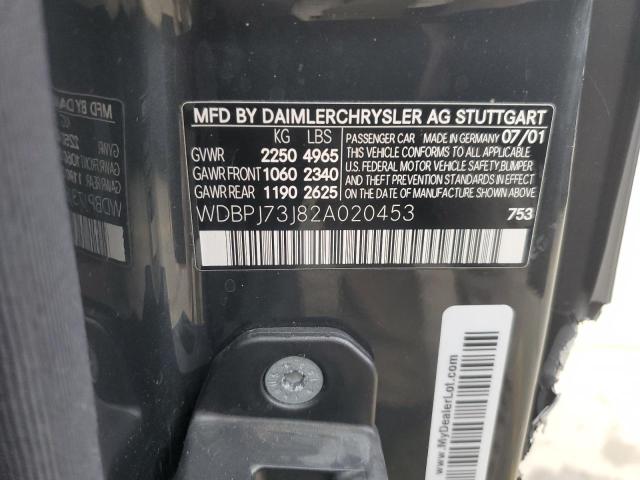 MFD BY DAIMLERCHRYSLER AG STUTTGART
KG LBS
GVWR 2250 4965
GAWR FRONT 1060 2340
GAWR REAR 1190 2625
PASSENGER CAR MADE IN GERMANY 07/01
THIS VEHICLE CONFORMS TO ALL APPLICABLE
U.S. FEDERAL MOTOR VEHICLE SAFETY, BUMPER,
AND THEFT PREVENTION STANDARDS IN EFFECT ON
THE DATE OF MANUFACTURE SHOWN ABOVE
WDBPJ73J82A020453
753
www.MyDealerLot.com